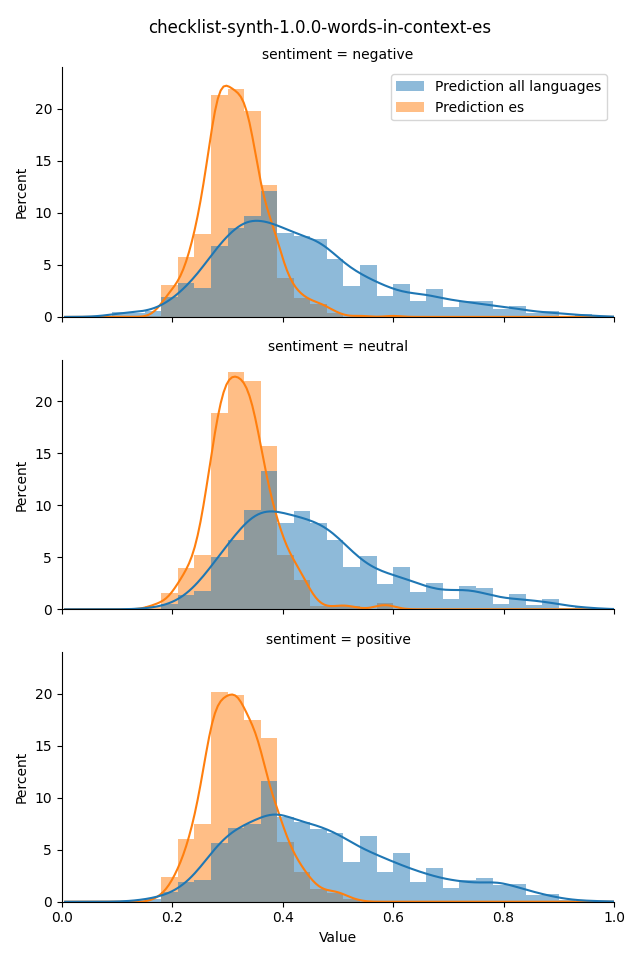 checklist-synth-1.0.0-words-in-context-es
sentiment = negative
Prediction all languages
Prediction es
20
15
10
5
0
Percent
sentiment = neutral
20
15
10
5
0
Percent
sentiment = positive
20
15
10
5
0
Percent
0.0 0.2 0.4 0.6 0.8 1.0
Value